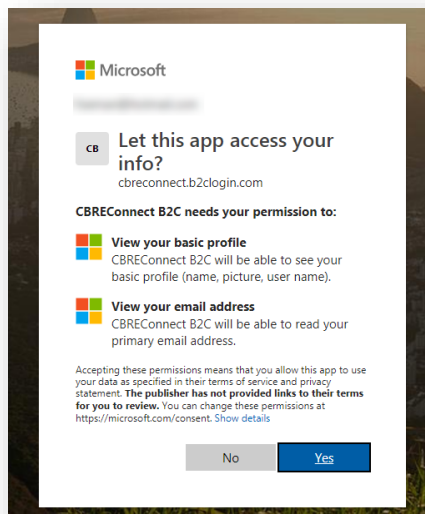 Microsoft
CB
Let this app access your
info?
cbreconnect.b2clogin.com
CBREConnect B2C needs your permission to:
View your basic profile
CBREConnect B2C will be able to see your
basic profile (name, picture, user name).
View your email address
CBREConnect B2C will be able to read your
primary email address.
Accepting these permissions means that you allow this app to use
your data as specified in their terms of service and privacy
statement. The publisher has not provided links to their terms
for you to review. You can change these permissions at
https://microsoft.com/consent. Show details
No
Yes